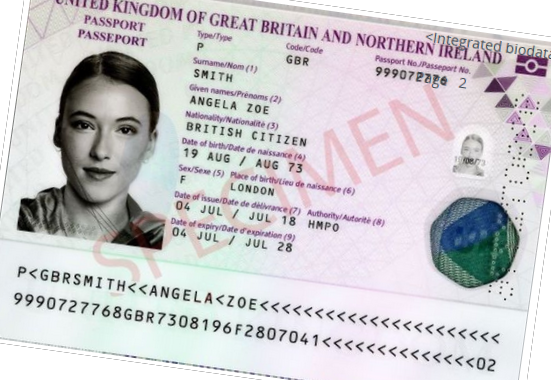 UNITED KINGDOM OF GREAT BRITAIN AND NORTHERN IRELAND
PASSPORT
PASSEPORT
<Integrated biodata
Page 2
Type/Type
P
Code/Code
GBR
Passport No./Passeport No.
Surname/Nom (1)
SMITH
Given names/Prénoms (2)
ANGELA ZOE
Nationality/Nationalité (3)
BRITISH CITIZEN
Date of birth/Date de naissance (4)
19 AUG / AUG 73
Sex/Sexe (5)
F
Place of birth/Lieu de naissance (6)
LONDON
Date of issue/Date de délivrance (7)
04 JUL / JUL 18
Authority/Autorité (8)
HMPO
Date of expiry/Date d'expiration (9)
04 JUL / JUL 28
SPECIMEN
P<GBRSMITH<<ANGELA<ZOE<<<<<<<<<<<<<<<<<<<<<<
9990727768GBR7308196F2807041<<<<<<<<<<<<<<02